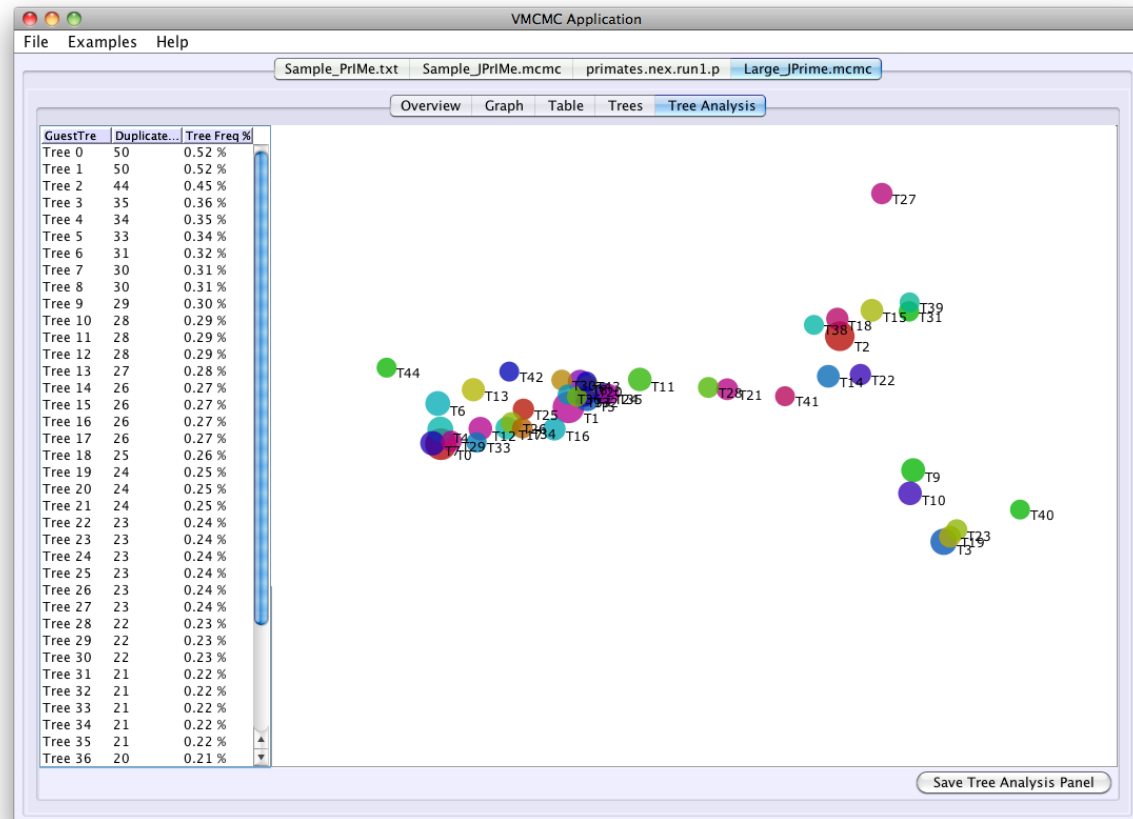 VMCMC Application
File Examples Help
Sample_PrIMe.txt Sample_JPrIMe.mcmc primates.nex.run1.p Large_JPrime.mcmc
Overview Graph Table Trees Tree Analysis
GuestTre Duplicate... Tree Freq %
Tree 0 50 0.52 %
Tree 1 50 0.52 %
Tree 2 44 0.45 %
Tree 3 35 0.36 %
Tree 4 34 0.35 %
Tree 5 33 0.34 %
Tree 6 31 0.32 %
Tree 7 30 0.31 %
Tree 8 30 0.31 %
Tree 9 29 0.30 %
Tree 10 28 0.29 %
Tree 11 28 0.29 %
Tree 12 28 0.29 %
Tree 13 27 0.28 %
Tree 14 26 0.27 %
Tree 15 26 0.27 %
Tree 16 26 0.27 %
Tree 17 26 0.27 %
Tree 18 25 0.26 %
Tree 19 24 0.25 %
Tree 20 24 0.25 %
Tree 21 24 0.25 %
Tree 22 23 0.24 %
Tree 23 23 0.24 %
Tree 24 23 0.24 %
Tree 25 23 0.24 %
Tree 26 23 0.24 %
Tree 27 23 0.24 %
Tree 28 22 0.23 %
Tree 29 22 0.23 %
Tree 30 22 0.23 %
Tree 31 21 0.22 %
Tree 32 21 0.22 %
Tree 33 21 0.22 %
Tree 34 21 0.22 %
Tree 35 21 0.22 %
Tree 36 20 0.21 %
T27
T39
T15 T31
T18
T38
T2
T44
T42
T14 T22
T11
T13
T28 T21
T41
T6
T25
T1
T12
T16
T29 T33
T0
T9
T10
T40
T23
T19
T3
Save Tree Analysis Panel